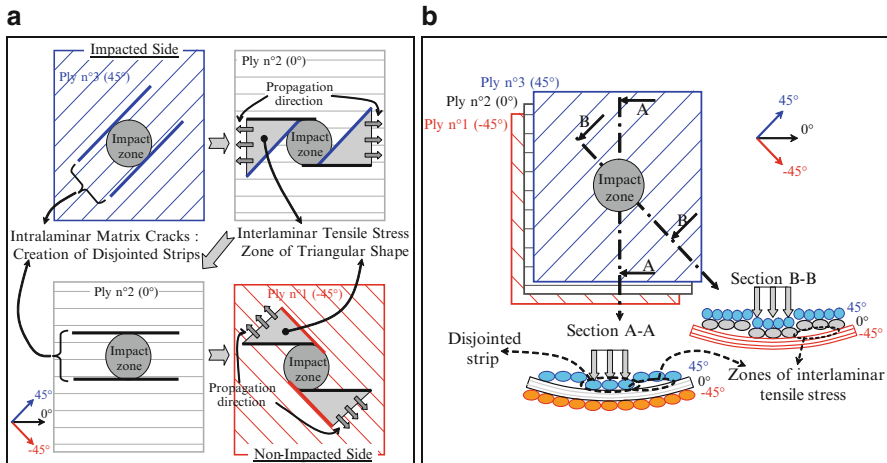 a
Impacted Side
Ply n°3 (45°)
Impact
zone
Ply n°2 (0°)
Propagation
direction
Impact
zone
Intralaminar Matrix Cracks :
Creation of Disjointed Strips
Interlaminar Tensile Stress
Zone of Triangular Shape
Ply n°2 (0°)
Impact
zone
45°
0°
-45°
Ply n°1 (-45°)
Impact
zone
Propagation
direction
Non-Impacted Side
b
Ply n°3 (45°)
Ply n°2 (0°)
Ply n°1 (-45°)
A
B
Impact
zone
B
A
45°
0°
-45°
Section B-B
45°
0°
-45°
Section A-A
Disjointed
strip
45°
0°
-45°
Zones of interlaminar
tensile stress